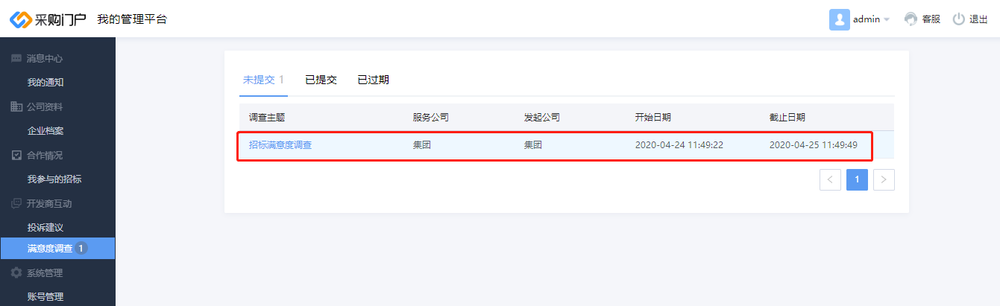 采购门户 我的管理平台 admin 客服 退出
消息中心
我的通知
公司资料
企业档案
合作情况
我参与的招标
开发商互动
投诉建议
满意度调查 1
系统管理
账号管理
未提交 1 已提交 已过期
调查主题 服务公司 发起公司 开始日期 截止日期
招标满意度调查 集团 集团 2020-04-24 11:49:22 2020-04-25 11:49:49
< 1 >